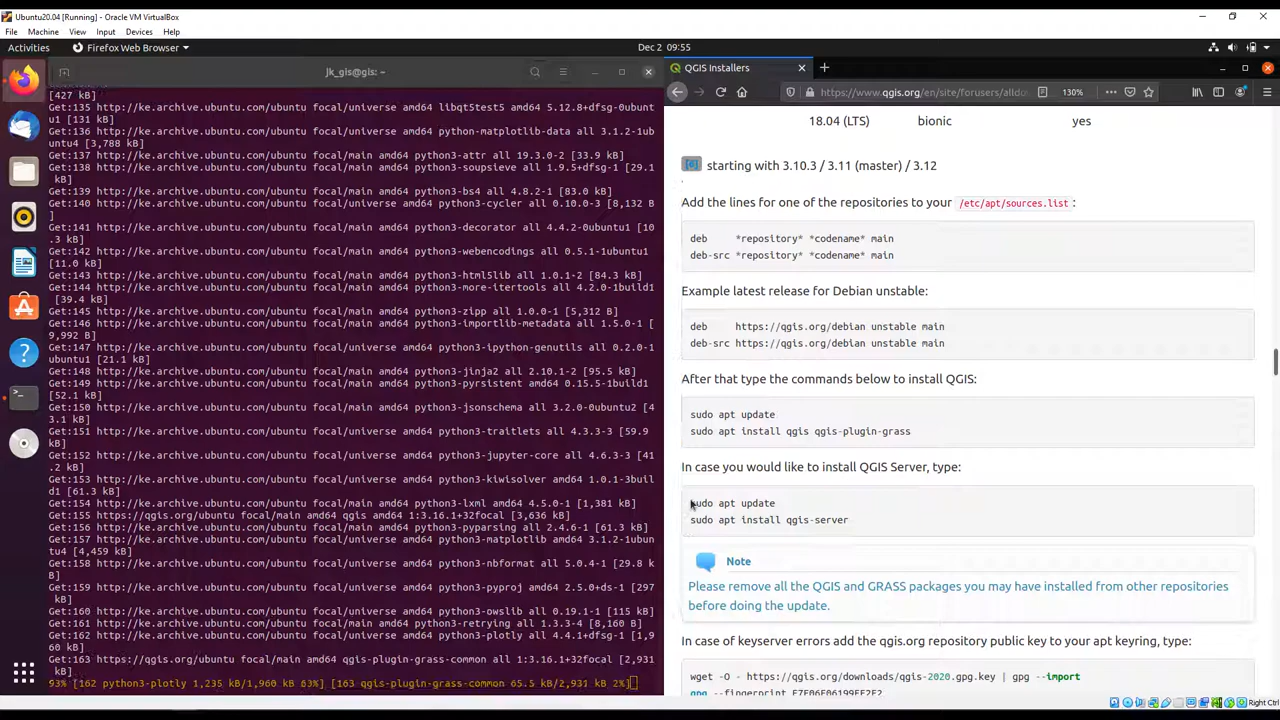 Ubuntu20.04 [Running] - Oracle VM VirtualBox
File Machine View Input Devices Help
Activities Firefox Web Browser Dec 2 09:55
jk_gis@gis: ~
[427 kB]
Get:135 http://ke.archive.ubuntu.com/ubuntu focal/universe amd64 libqt5test5 amd64 5.12.8+dfsg-0ubunt
u1 [131 kB]
Get:136 http://ke.archive.ubuntu.com/ubuntu focal/universe amd64 python-matplotlib-data all 3.1.2-1ub
untu4 [3,788 kB]
Get:137 http://ke.archive.ubuntu.com/ubuntu focal/main amd64 python3-attr all 19.3.0-2 [33.9 kB]
Get:138 http://ke.archive.ubuntu.com/ubuntu focal/main amd64 python3-soupsieve all 1.9.5+dfsg-1 [29.1
kB]
Get:139 http://ke.archive.ubuntu.com/ubuntu focal/main amd64 python3-bs4 all 4.8.2-1 [83.0 kB]
Get:140 http://ke.archive.ubuntu.com/ubuntu focal/universe amd64 python3-cycler all 0.10.0-3 [8,132 B
]
Get:141 http://ke.archive.ubuntu.com/ubuntu focal/main amd64 python3-decorator all 4.4.2-0ubuntu1 [10
.3 kB]
Get:142 http://ke.archive.ubuntu.com/ubuntu focal/main amd64 python3-webencodings all 0.5.1-1ubuntu1
[11.0 kB]
Get:143 http://ke.archive.ubuntu.com/ubuntu focal/main amd64 python3-html5lib all 1.0.1-2 [84.3 kB]
Get:144 http://ke.archive.ubuntu.com/ubuntu focal/main amd64 python3-more-itertools all 4.2.0-1build1
[39.4 kB]
Get:145 http://ke.archive.ubuntu.com/ubuntu focal/main amd64 python3-zipp all 1.0.0-1 [5,312 B]
Get:146 http://ke.archive.ubuntu.com/ubuntu focal/main amd64 python3-importlib-metadata all 1.5.0-1 [
9,992 B]
Get:147 http://ke.archive.ubuntu.com/ubuntu focal/universe amd64 python3-ipython-genutils all 0.2.0-1
ubuntu1 [21.1 kB]
Get:148 http://ke.archive.ubuntu.com/ubuntu focal/main amd64 python3-jinja2 all 2.10.1-2 [95.5 kB]
Get:149 http://ke.archive.ubuntu.com/ubuntu focal/main amd64 python3-pyrsistent amd64 0.15.5-1build1
[52.1 kB]
Get:150 http://ke.archive.ubuntu.com/ubuntu focal/main amd64 python3-jsonschema all 3.2.0-0ubuntu2 [4
3.1 kB]
Get:151 http://ke.archive.ubuntu.com/ubuntu focal/universe amd64 python3-traitlets all 4.3.3-3 [59.9
kB]
Get:152 http://ke.archive.ubuntu.com/ubuntu focal/universe amd64 python3-jupyter-core all 4.6.3-3 [41
.2 kB]
Get:153 http://ke.archive.ubuntu.com/ubuntu focal/universe amd64 python3-kiwisolver amd64 1.0.1-3buil
d1 [61.3 kB]
Get:154 http://ke.archive.ubuntu.com/ubuntu focal/main amd64 python3-lxml amd64 4.5.0-1 [1,381 kB]
Get:155 https://qgis.org/ubuntu focal/main amd64 qgis amd64 1:3.16.1+32focal [3,636 kB]
Get:156 http://ke.archive.ubuntu.com/ubuntu focal/main amd64 python3-pyparsing all 2.4.6-1 [61.3 kB]
Get:157 http://ke.archive.ubuntu.com/ubuntu focal/universe amd64 python3-matplotlib amd64 3.1.2-1ubun
tu4 [4,459 kB]
Get:158 http://ke.archive.ubuntu.com/ubuntu focal/universe amd64 python3-nbformat all 5.0.4-1 [29.8 k
B]
Get:159 http://ke.archive.ubuntu.com/ubuntu focal/universe amd64 python3-pyproj amd64 2.5.0+ds-1 [297
kB]
Get:160 http://ke.archive.ubuntu.com/ubuntu focal/universe amd64 python3-owslib all 0.19.1-1 [115 kB]
Get:161 http://ke.archive.ubuntu.com/ubuntu focal/universe amd64 python3-retrying all 1.3.3-4 [8,160 B]
Get:162 http://ke.archive.ubuntu.com/ubuntu focal/universe amd64 python3-plotly all 4.4.1+dfsg-1 [1,9
60 kB]
Get:163 https://qgis.org/ubuntu focal/main amd64 qgis-plugin-grass-common all 1:3.16.1+32focal [2,931
kB]
93% [162 python3-plotly 1,235 kB/1,960 kB 63%] [163 qgis-plugin-grass-common 65.5 kB/2,931 kB 2%]
QGIS Installers
https://www.qgis.org/en/site/forusers/alldo 130%
18.04 (LTS) bionic yes
starting with 3.10.3 / 3.11 (master) / 3.12
.
Add the lines for one of the repositories to your /etc/apt/sources.list :
deb *repository* *codename* main
deb-src *repository* *codename* main
Example latest release for Debian unstable:
deb https://qgis.org/debian unstable main
deb-src https://qgis.org/debian unstable main
After that type the commands below to install QGIS:
sudo apt update
sudo apt install qgis qgis-plugin-grass
In case you would like to install QGIS Server, type:
sudo apt update
sudo apt install qgis-server
Note
Please remove all the QGIS and GRASS packages you may have installed from other repositories
before doing the update.
In case of keyserver errors add the qgis.org repository public key to your apt keyring, type:
wget -O - https://qgis.org/downloads/qgis-2020.gpg.key | gpg --import
gpg --fingerprint F7E06F06199EF2F2
Right Ctrl